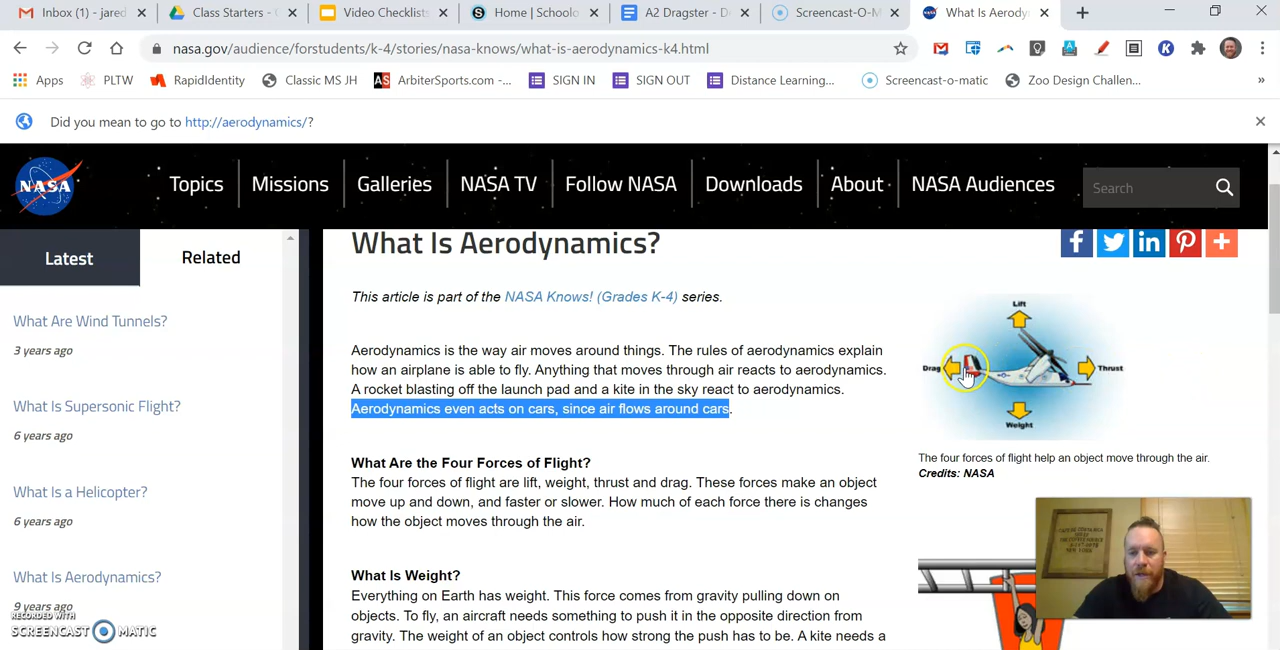 Inbox (1) - jared
Class Starters - 
Video Checklists
Home | Schoolo
A2 Dragster - D
Screencast-O-M
What Is Aerody
nasa.gov/audience/forstudents/k-4/stories/nasa-knows/what-is-aerodynamics-k4.html
Apps
PLTW
RapidIdentity
Classic MS JH
AS ArbiterSports.com -...
SIGN IN
SIGN OUT
Distance Learning...
Screencast-o-matic
Zoo Design Challen...
»
Did you mean to go to http://aerodynamics/?
NASA
Topics
Missions
Galleries
NASA TV
Follow NASA
Downloads
About
NASA Audiences
Search
Latest
Related
What Are Wind Tunnels?
3 years ago
What Is Supersonic Flight?
6 years ago
What Is a Helicopter?
6 years ago
What Is Aerodynamics?
9 years ago
RECORDED WITH
SCREENCAST MATIC
What Is Aerodynamics?
This article is part of the NASA Knows! (Grades K-4) series.
Aerodynamics is the way air moves around things. The rules of aerodynamics explain
how an airplane is able to fly. Anything that moves through air reacts to aerodynamics.
A rocket blasting off the launch pad and a kite in the sky react to aerodynamics.
Aerodynamics even acts on cars, since air flows around cars.
What Are the Four Forces of Flight?
The four forces of flight are lift, weight, thrust and drag. These forces make an object
move up and down, and faster or slower. How much of each force there is changes
how the object moves through the air.
What Is Weight?
Everything on Earth has weight. This force comes from gravity pulling down on
objects. To fly, an aircraft needs something to push it in the opposite direction from
gravity. The weight of an object controls how strong the push has to be. A kite needs a
Lift
Drag
Thrust
Weight
The four forces of flight help an object move through the air.
Credits: NASA